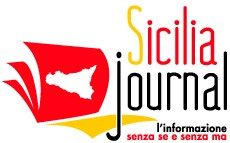 Sicilia
journal
l'informazione
senza se e senza ma